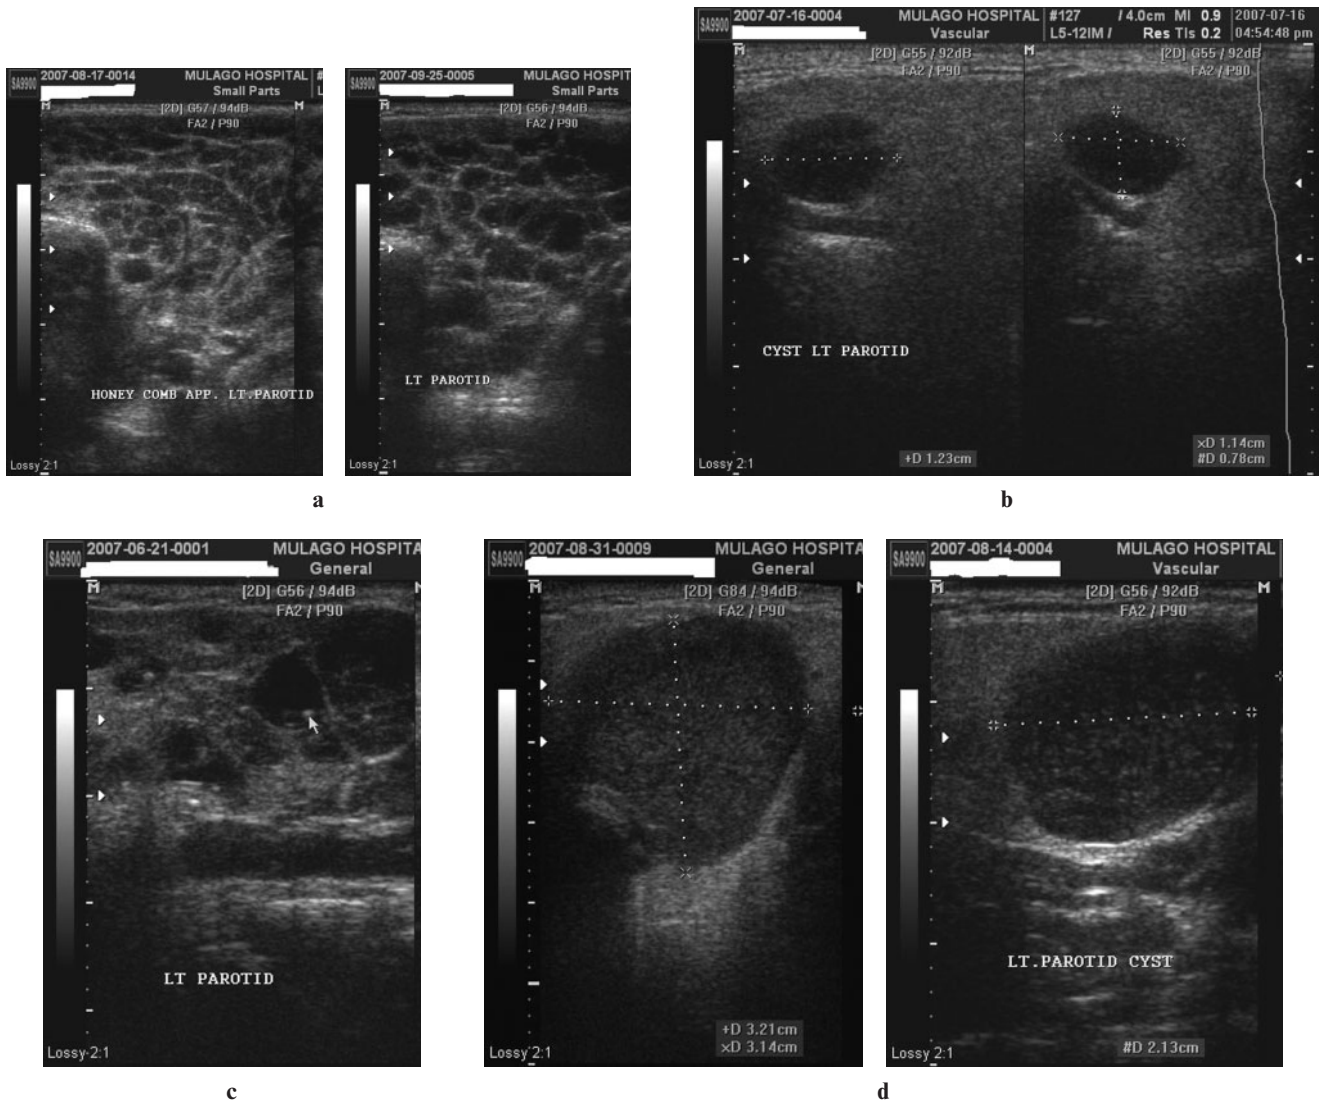 SA9900 2007-08-17-0014 MULAGO HOSPITAL #
Small Parts L
M [2D] G57 / 94dB M
FA2 / P90
HONEY COMB APP. LT.PAROTID
Lossy 2:1
SA9900 2007-09-25-0005 MULAGO HOSPIT
Small Parts
M [2D] G56 / 94dB
FA2 / P90
LT PAROTID
Lossy 2:1
a
SA9900 2007-07-16-0004 MULAGO HOSPITAL #127 / 4.0cm MI 0.9 2007-07-16
Vascular L5-12IM / Res TIs 0.2 04:54:48 pm
M [2D] G55 / 92dB M [2D] G55 / 92dB
FA2 / P90 FA2 / P90
CYST LT PAROTID
+D 1.23cm
×D 1.14cm
#D 0.78cm
Lossy 2:1
b
SA9900 2007-06-21-0001 MULAGO HOSPITA
General
M [2D] G56 / 94dB M
FA2 / P90
LT PAROTID
Lossy 2:1
c
SA9900 2007-08-31-0009 MULAGO HOSPITA
General
M [2D] G84 / 94dB M
FA2 / P90
+D 3.21cm
×D 3.14cm
Lossy 2:1
SA9900 2007-08-14-0004 MULAGO HOSPITAL
Vascular
M [2D] G56 / 92dB M
FA2 / P90
LT.PAROTID CYST
#D 2.13cm
Lossy 2:1
d